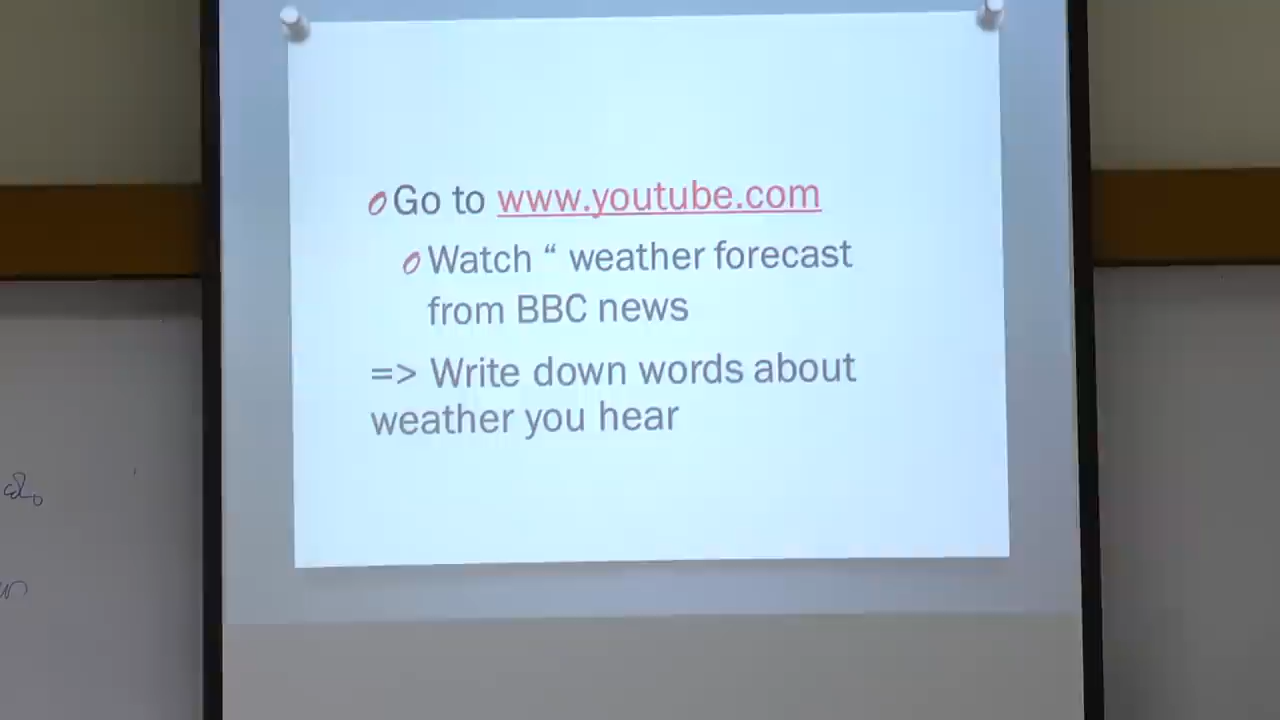 Go to www.youtube.com
Watch “ weather forecast
from BBC news
=> Write down words about
weather you hear